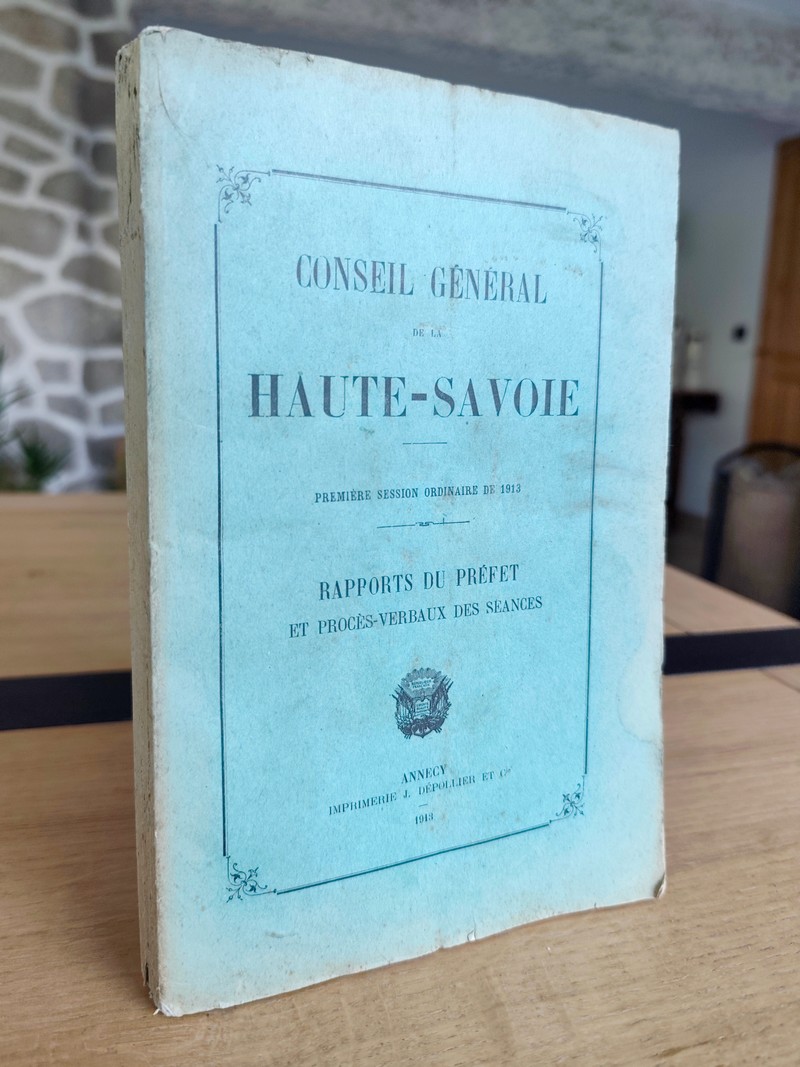 CONSEIL GÉNÉRAL
DE LA
HAUTE-SAVOIE
PREMIÈRE SESSION ORDINAIRE DE 1913
RAPPORTS DU PRÉFET
ET PROCÈS-VERBAUX DES SÉANCES
ANNECY
IMPRIMERIE J. DÉPOLLIER ET Cie
1913